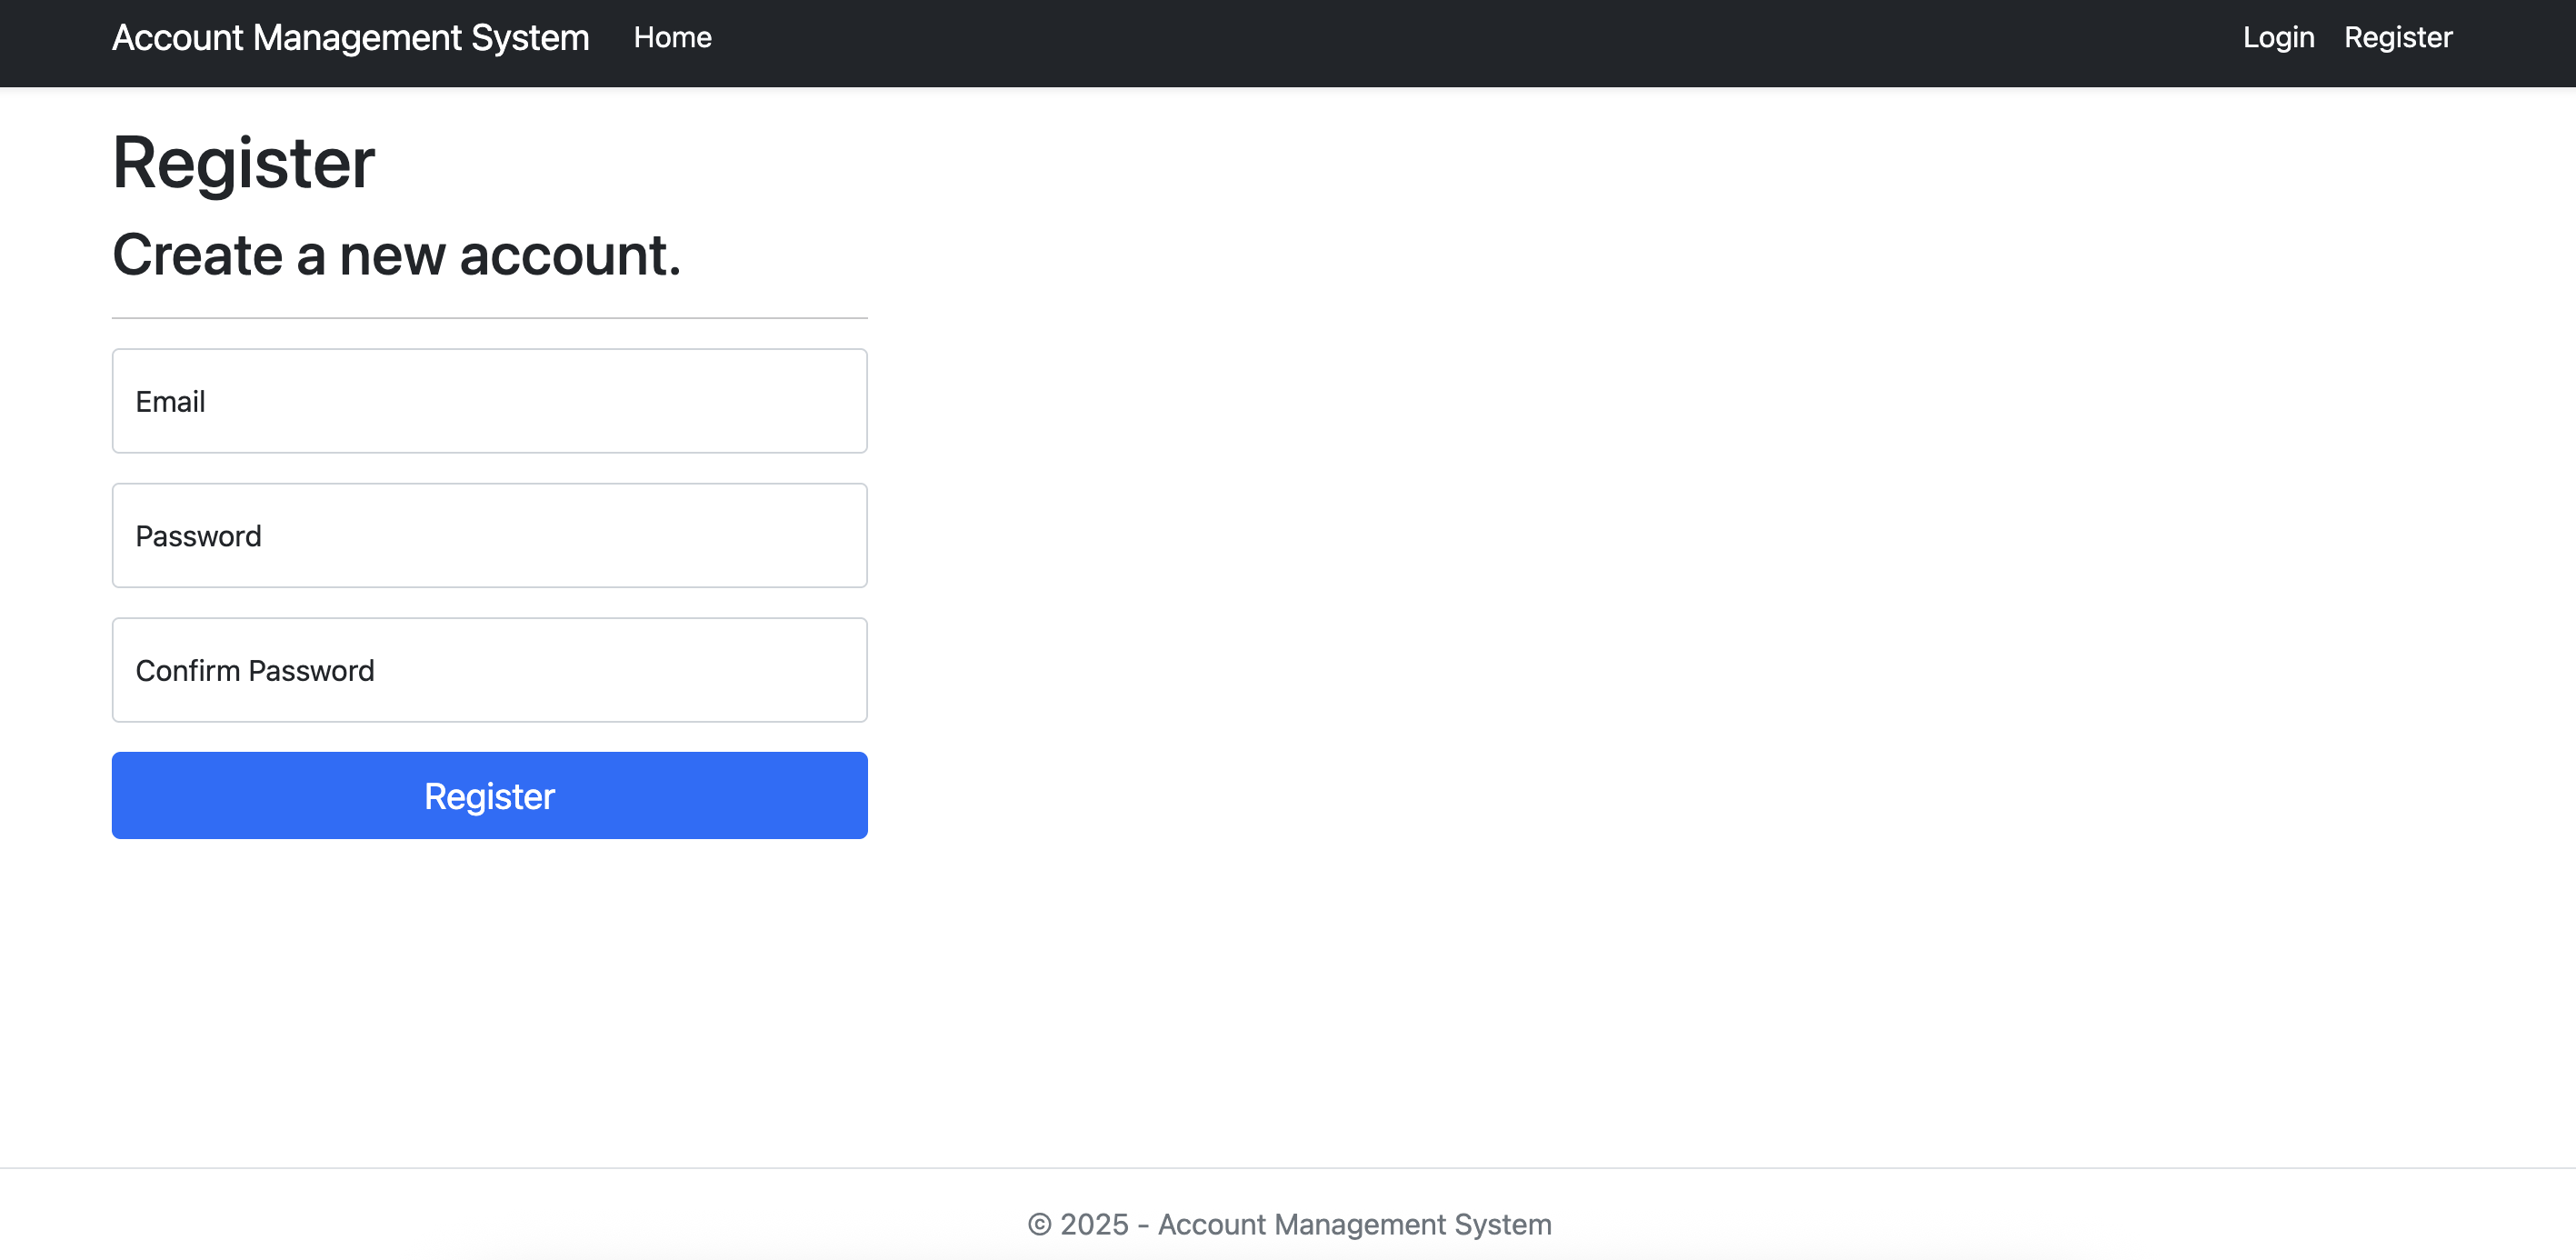 Account Management System Home Login Register
Register
Create a new account.
Email
Password
Confirm Password
Register
© 2025 - Account Management System